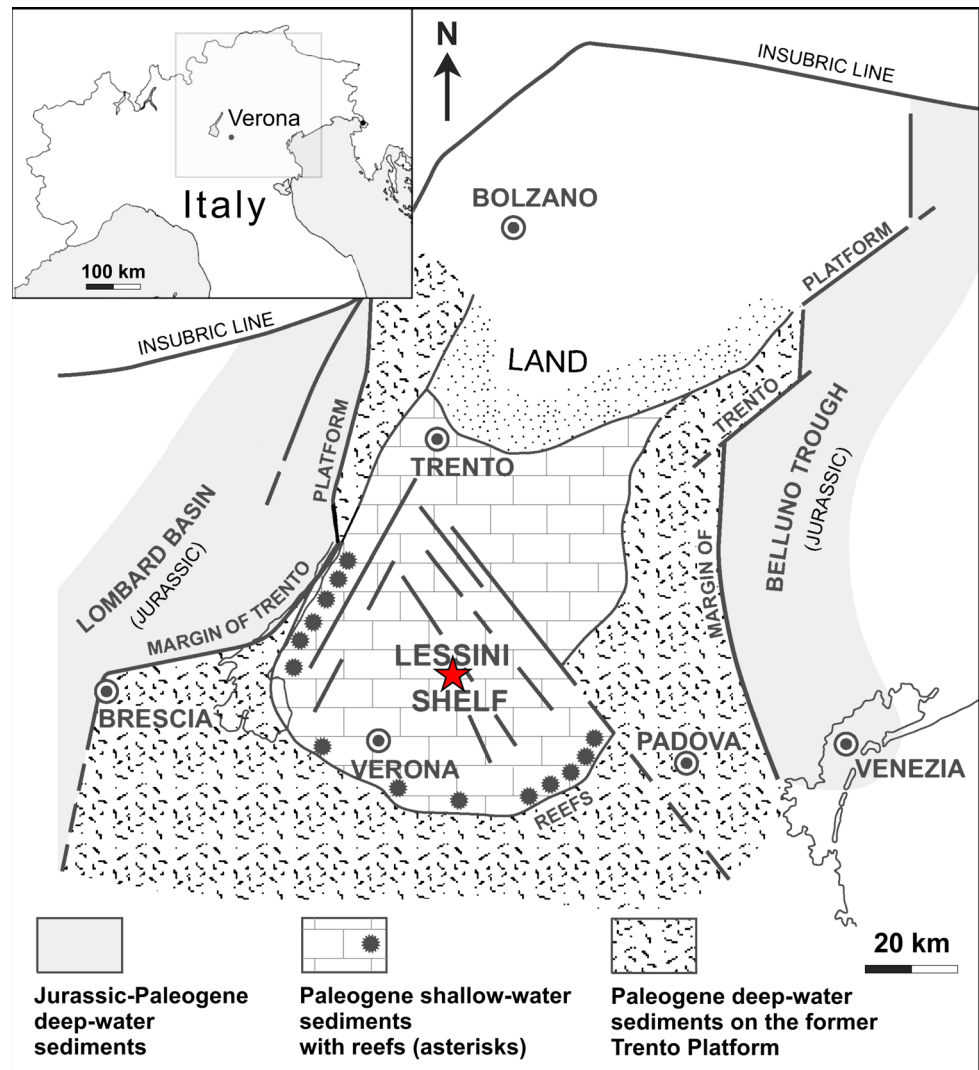 Verona
Italy
100 km
N
INSUBRIC LINE
BOLZANO
PLATFORM
INSUBRIC LINE
LAND
TRENTO
PLATFORM
TRENTO
BELLUNO TROUGH
(JURASSIC)
LOMBARD BASIN
(JURASSIC)
MARGIN OF TRENTO
MARGIN OF
LESSINI
SHELF
BRESCIA
VERONA
PADOVA
VENEZIA
REEFS
20 km
Jurassic-Paleogene
deep-water
sediments
Paleogene shallow-water
sediments
with reefs (asterisks)
Paleogene deep-water
sediments on the former
Trento Platform